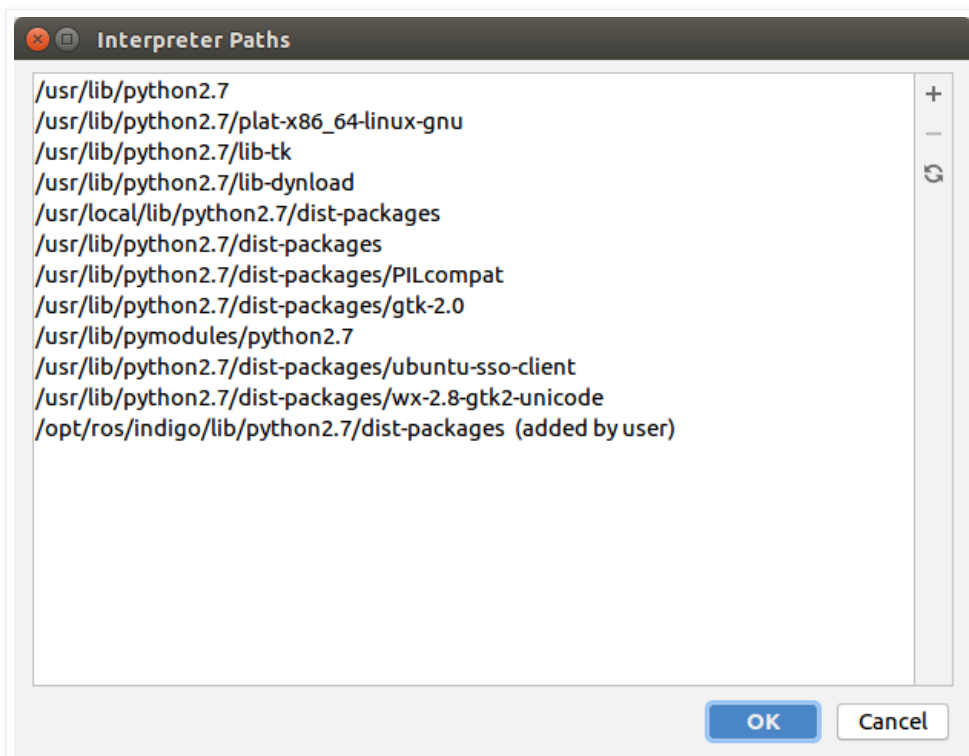 Interpreter Paths
/usr/lib/python2.7
/usr/lib/python2.7/plat-x86_64-linux-gnu
/usr/lib/python2.7/lib-tk
/usr/lib/python2.7/lib-dynload
/usr/local/lib/python2.7/dist-packages
/usr/lib/python2.7/dist-packages
/usr/lib/python2.7/dist-packages/PILcompat
/usr/lib/python2.7/dist-packages/gtk-2.0
/usr/lib/pymodules/python2.7
/usr/lib/python2.7/dist-packages/ubuntu-sso-client
/usr/lib/python2.7/dist-packages/wx-2.8-gtk2-unicode
/opt/ros/indigo/lib/python2.7/dist-packages (added by user)
OK Cancel